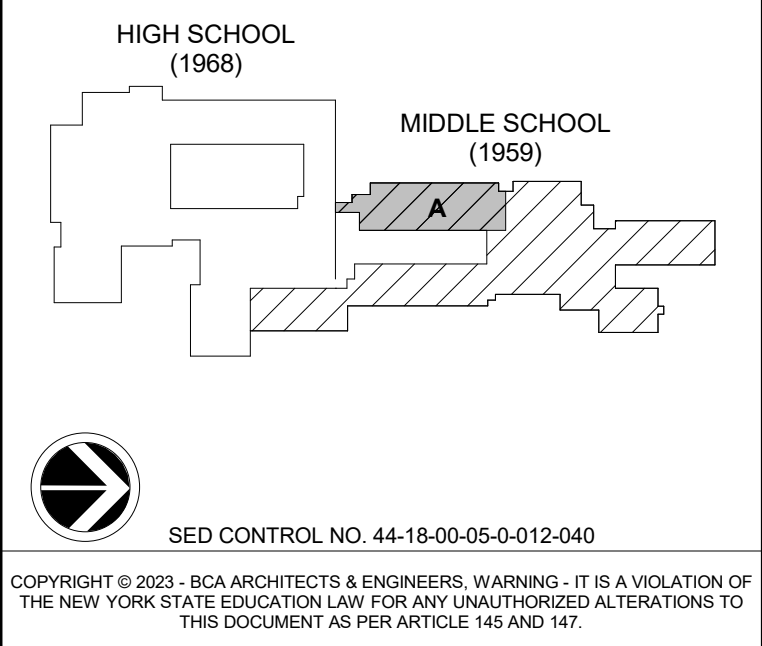 HIGH SCHOOL
(1968)
MIDDLE SCHOOL
(1959)
A
SED CONTROL NO. 44-18-00-05-0-012-040
COPYRIGHT © 2023 - BCA ARCHITECTS & ENGINEERS, WARNING - IT IS A VIOLATION OF
THE NEW YORK STATE EDUCATION LAW FOR ANY UNAUTHORIZED ALTERATIONS TO
THIS DOCUMENT AS PER ARTICLE 145 AND 147.